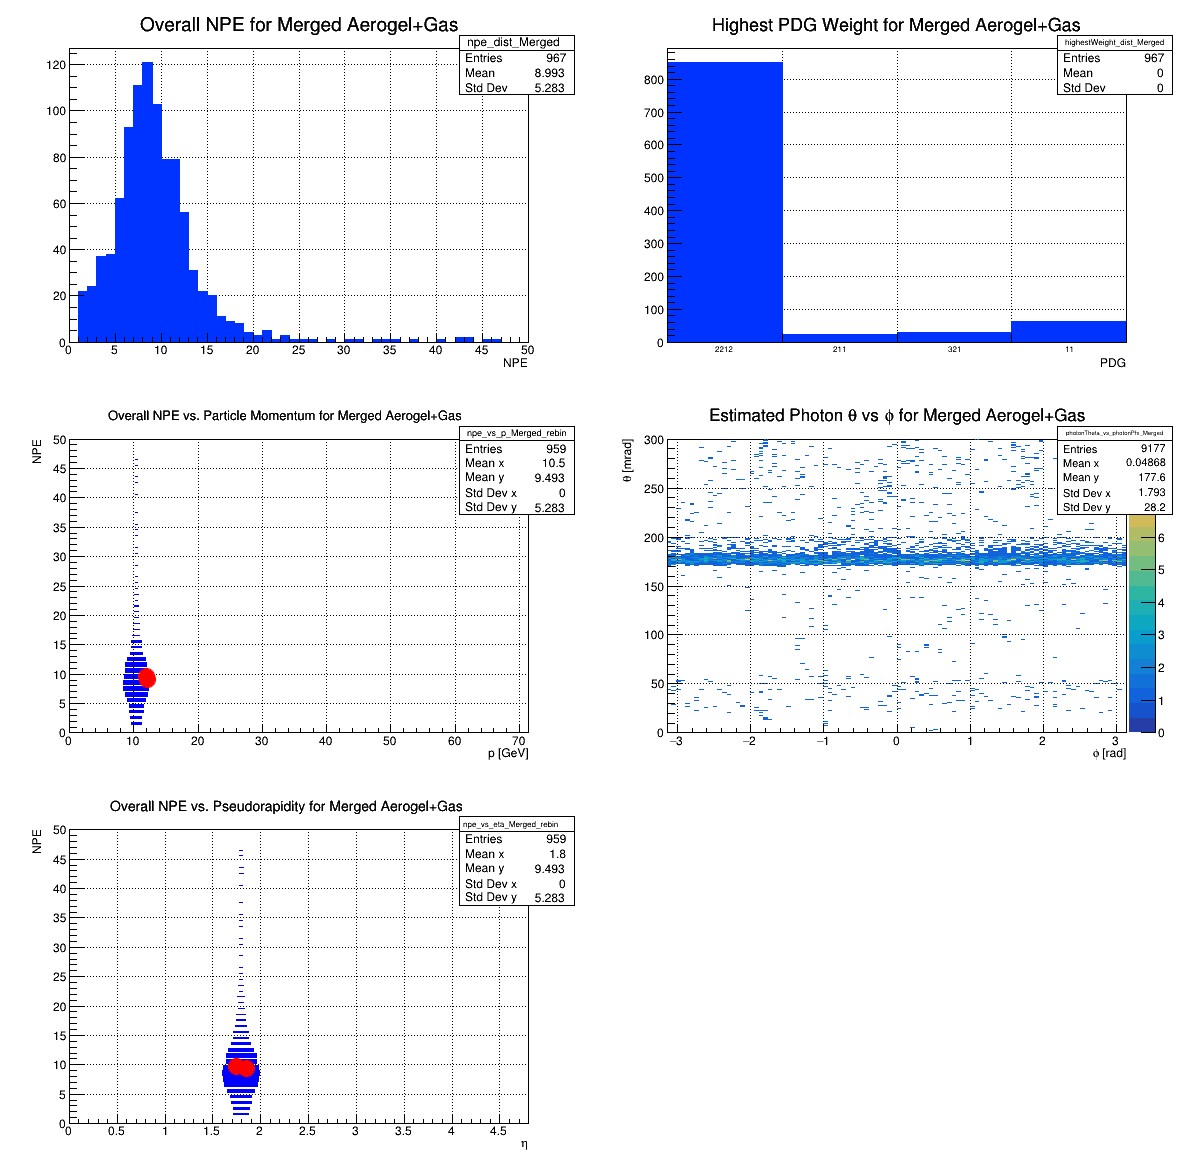 Overall NPE for Merged Aerogel+Gas
npe_dist_Merged
Entries 967
Mean 8.993
Std Dev 5.283
120
100
80
60
40
20
0
0 5 10 15 20 25 30 35 40 45 50
NPE
Highest PDG Weight for Merged Aerogel+Gas
highestWeight_dist_Merged
Entries 967
Mean 0
Std Dev 0
800
700
600
500
400
300
200
100
0
2212 211 321 11
PDG
Overall NPE vs. Particle Momentum for Merged Aerogel+Gas
npe_vs_p_Merged_rebin
Entries 959
Mean x 10.5
Mean y 9.493
Std Dev x 0
Std Dev y 5.283
NPE
50
45
40
35
30
25
20
15
10
5
0
0 10 20 30 40 50 60 70
p [GeV]
Estimated Photon θ vs ϕ for Merged Aerogel+Gas
photonTheta_vs_photonPhi_Merged
Entries 9177
Mean x 0.04868
Mean y 177.6
Std Dev x 1.793
Std Dev y 28.2
θ [mrad]
300
250
200
150
100
50
0
−3 −2 −1 0 1 2 3
ϕ [rad]
6
5
4
3
2
1
0
Overall NPE vs. Pseudorapidity for Merged Aerogel+Gas
npe_vs_eta_Merged_rebin
Entries 959
Mean x 1.8
Mean y 9.493
Std Dev x 0
Std Dev y 5.283
NPE
50
45
40
35
30
25
20
15
10
5
0
0 0.5 1 1.5 2 2.5 3 3.5 4 4.5
η